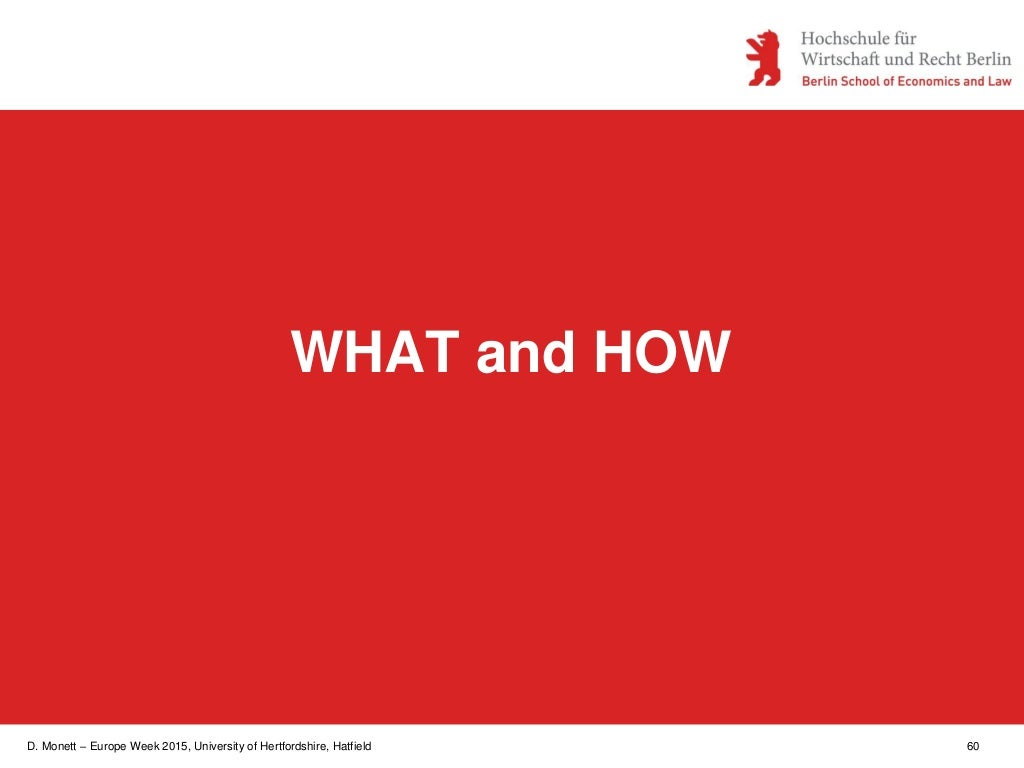 Hochschule für
Wirtschaft und Recht Berlin
Berlin School of Economics and Law
WHAT and HOW
D. Monett – Europe Week 2015, University of Hertfordshire, Hatfield
60